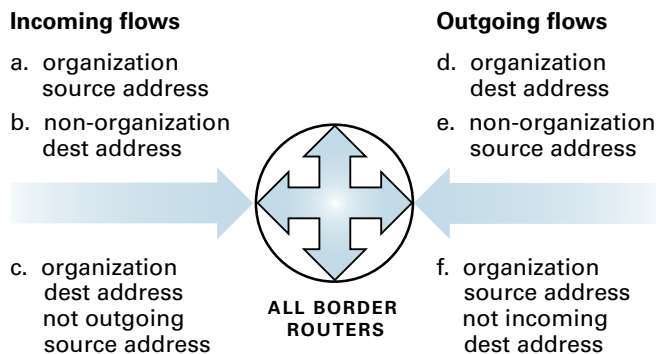 Incoming flows
a. organization
source address
b. non-organization
dest address
c. organization
dest address
not outgoing
source address
ALL BORDER
ROUTERS
Outgoing flows
d. organization
dest address
e. non-organization
source address
f. organization
source address
not incoming
dest address